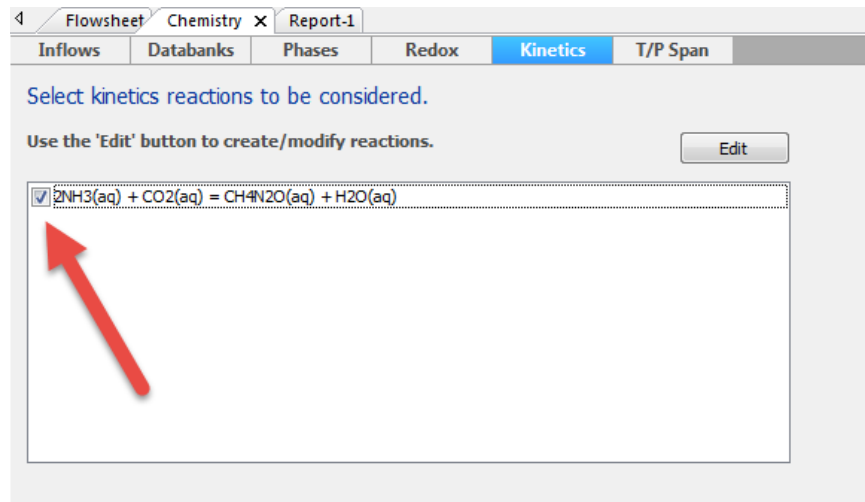 Flowsheet Chemistry Report-1
Inflows Databanks Phases Redox Kinetics T/P Span
Select kinetics reactions to be considered.
Use the 'Edit' button to create/modify reactions.
Edit
2NH3(aq) + CO2(aq) = CH4N2O(aq) + H2O(aq)